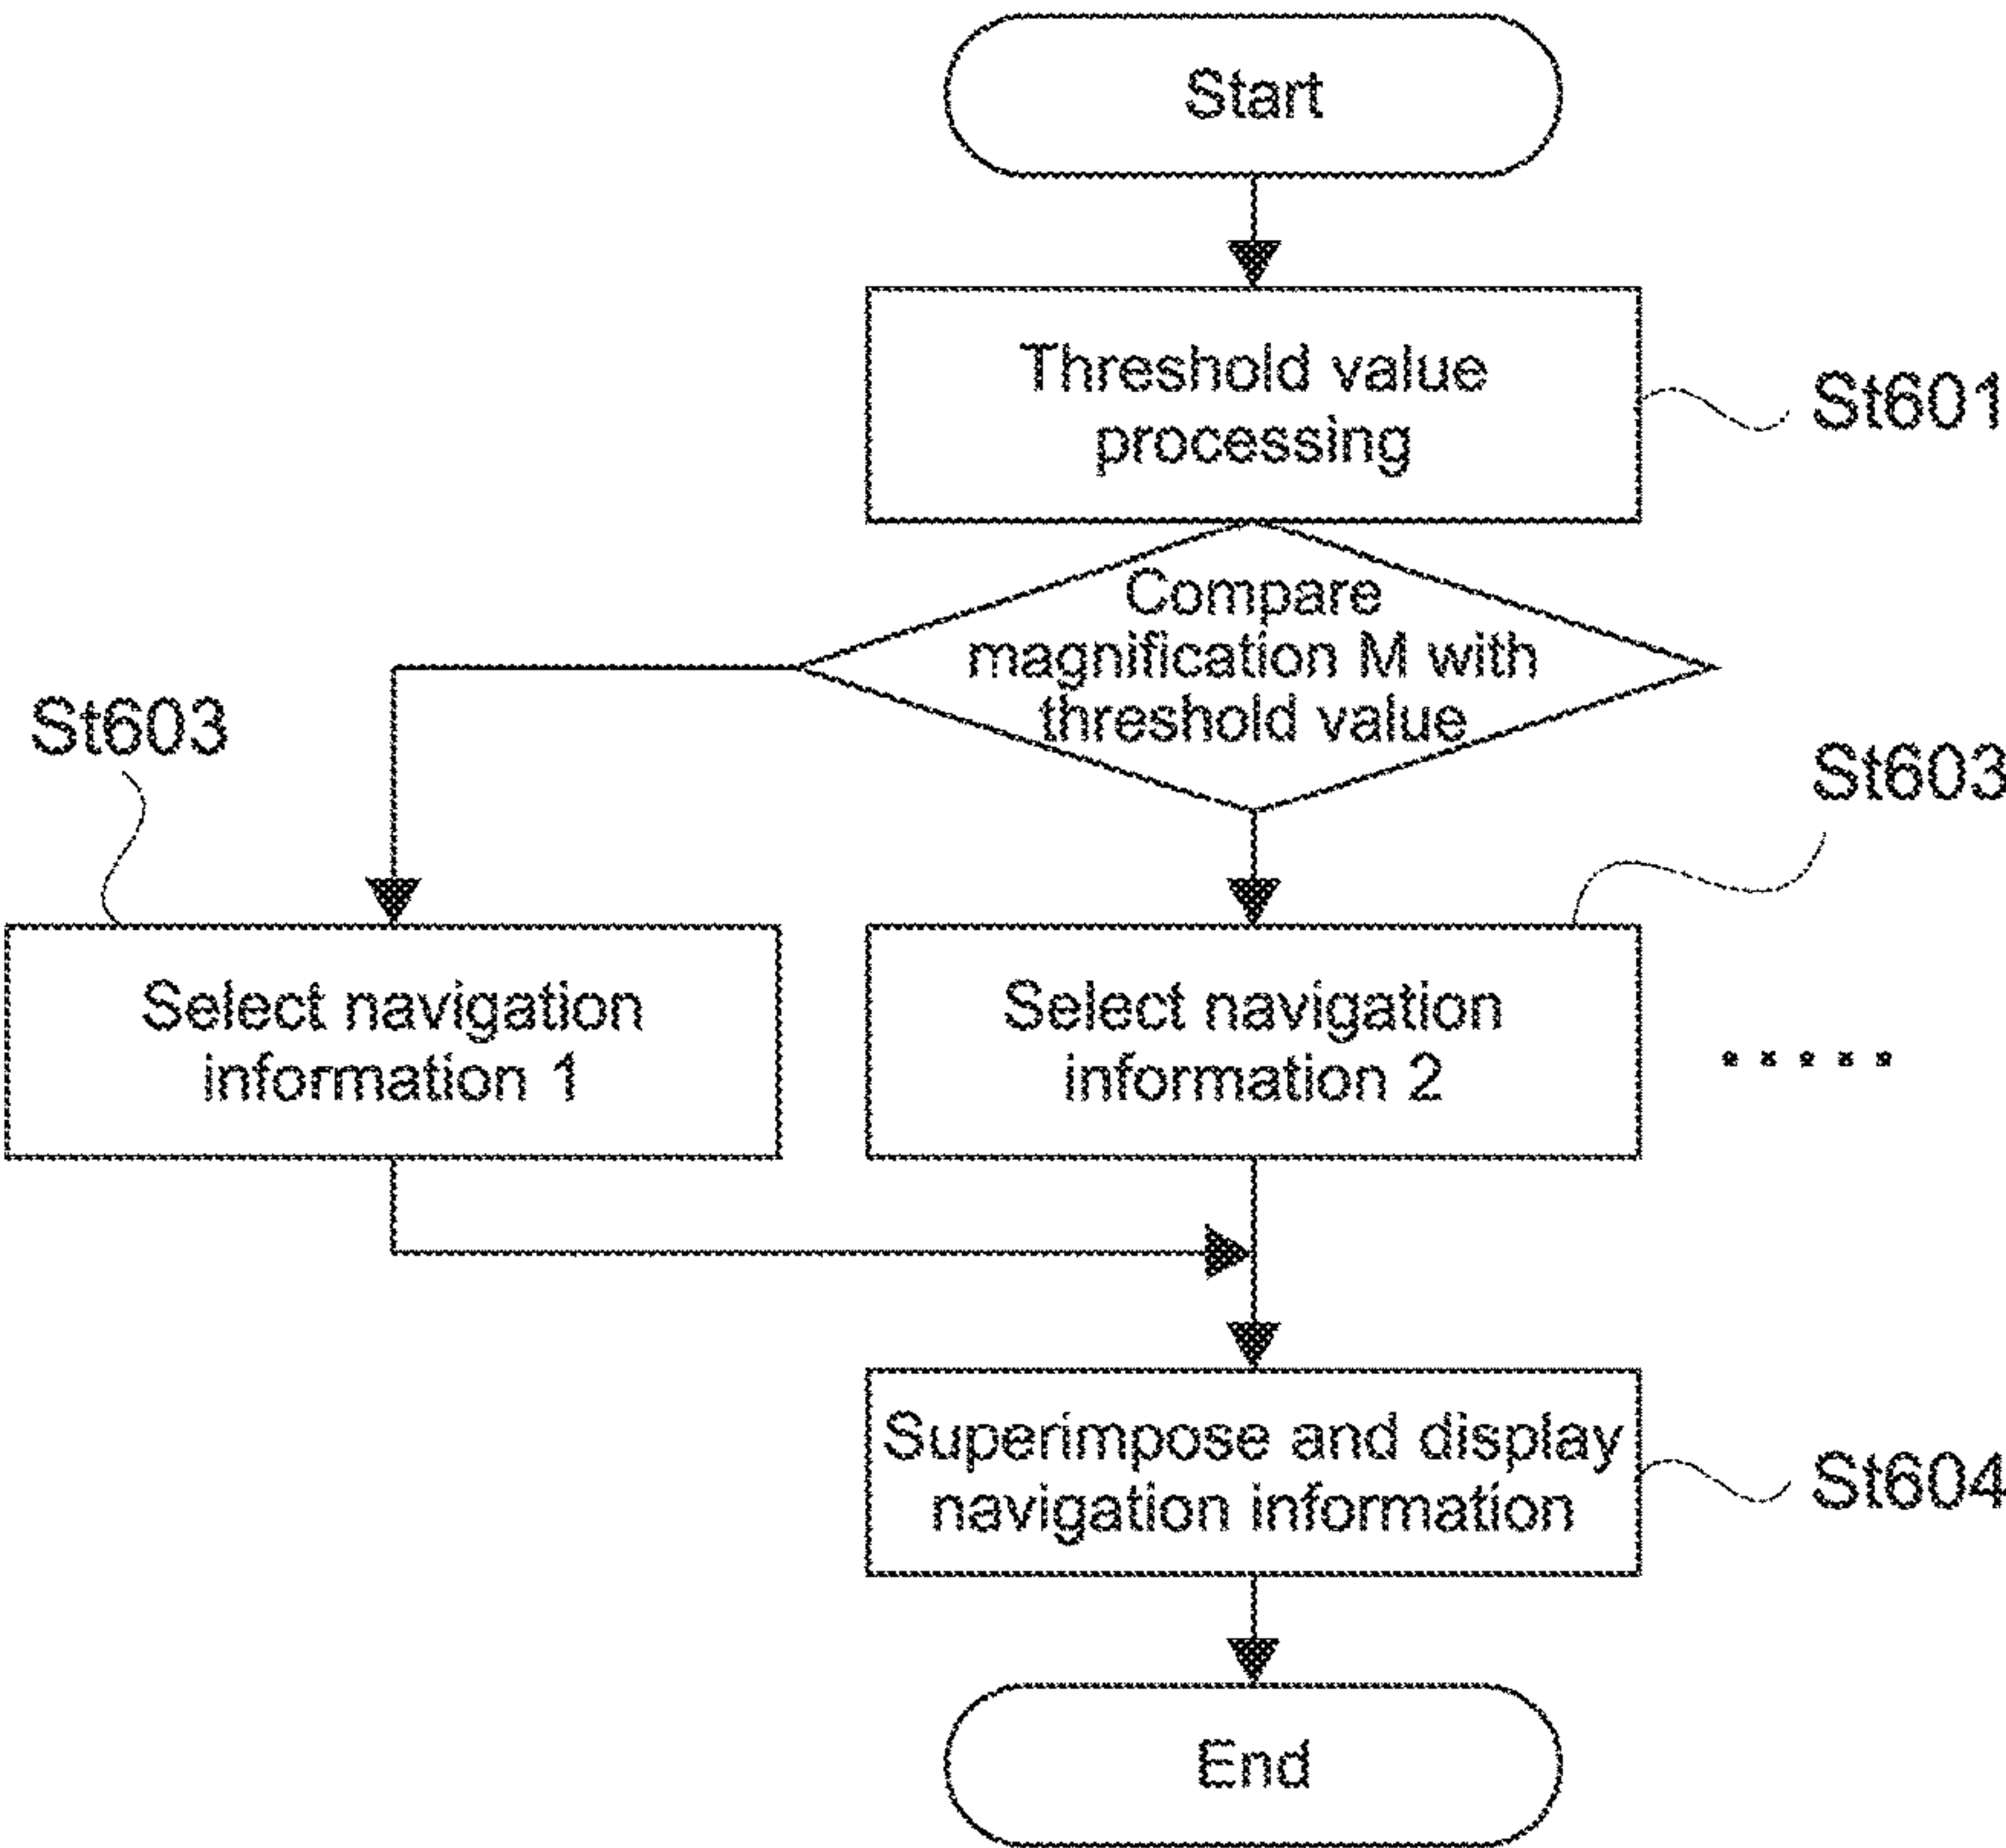 Start
Threshold value
processing
St601
Compare
magnification M with
threshold value
St603
St603
Select navigation
information 1
Select navigation
information 2
.....
Superimpose and display
navigation information
St604
End